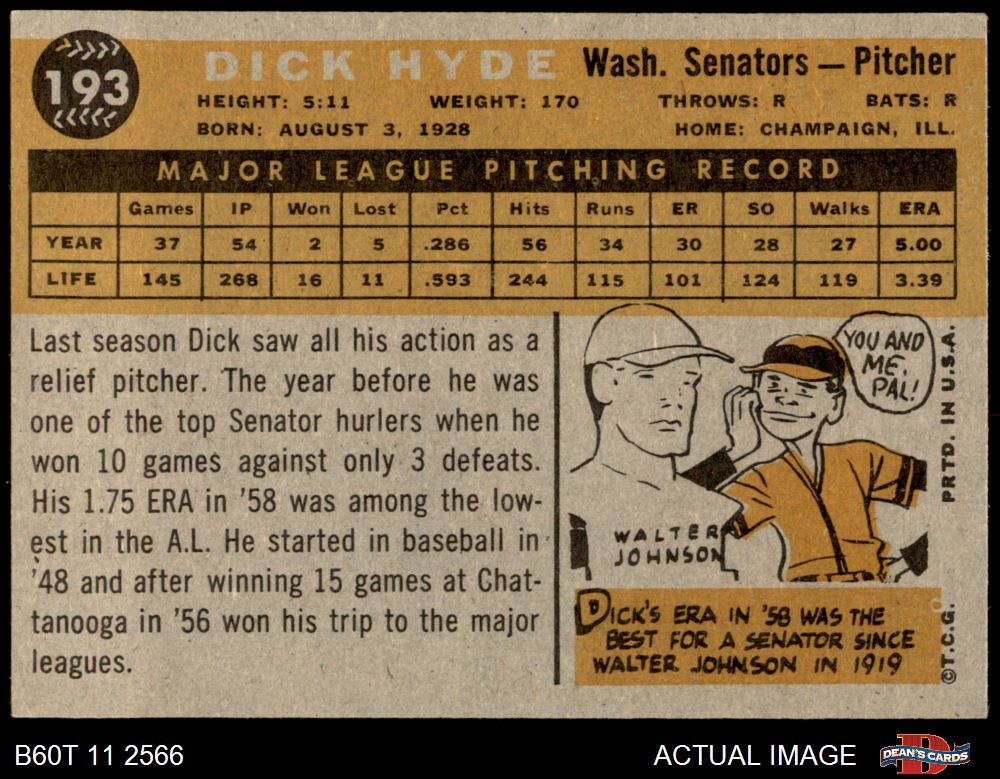 193
DICK HYDE Wash. Senators — Pitcher
HEIGHT: 5:11 WEIGHT: 170 THROWS: R BATS: R
BORN: AUGUST 3, 1928 HOME: CHAMPAIGN, ILL.
MAJOR LEAGUE PITCHING RECORD
Games IP Won Lost Pct Hits Runs ER SO Walks ERA
YEAR 37 54 2 5 .286 56 34 30 28 27 5.00
LIFE 145 268 16 11 .593 244 115 101 124 119 3.39
Last season Dick saw all his action as a
relief pitcher. The year before he was
one of the top Senator hurlers when he
won 10 games against only 3 defeats.
His 1.75 ERA in '58 was among the low-
est in the A.L. He started in baseball in
'48 and after winning 15 games at Chat-
tanooga in '56 won his trip to the major
leagues.
YOU AND
ME,
PAL!
WALTER
JOHNSON
DICK'S ERA IN '58 WAS THE
BEST FOR A SENATOR SINCE
WALTER JOHNSON IN 1919
PRTD. IN U.S.A.
©T.C.G.
B60T 11 2566
ACTUAL IMAGE
DEAN'S CARDS